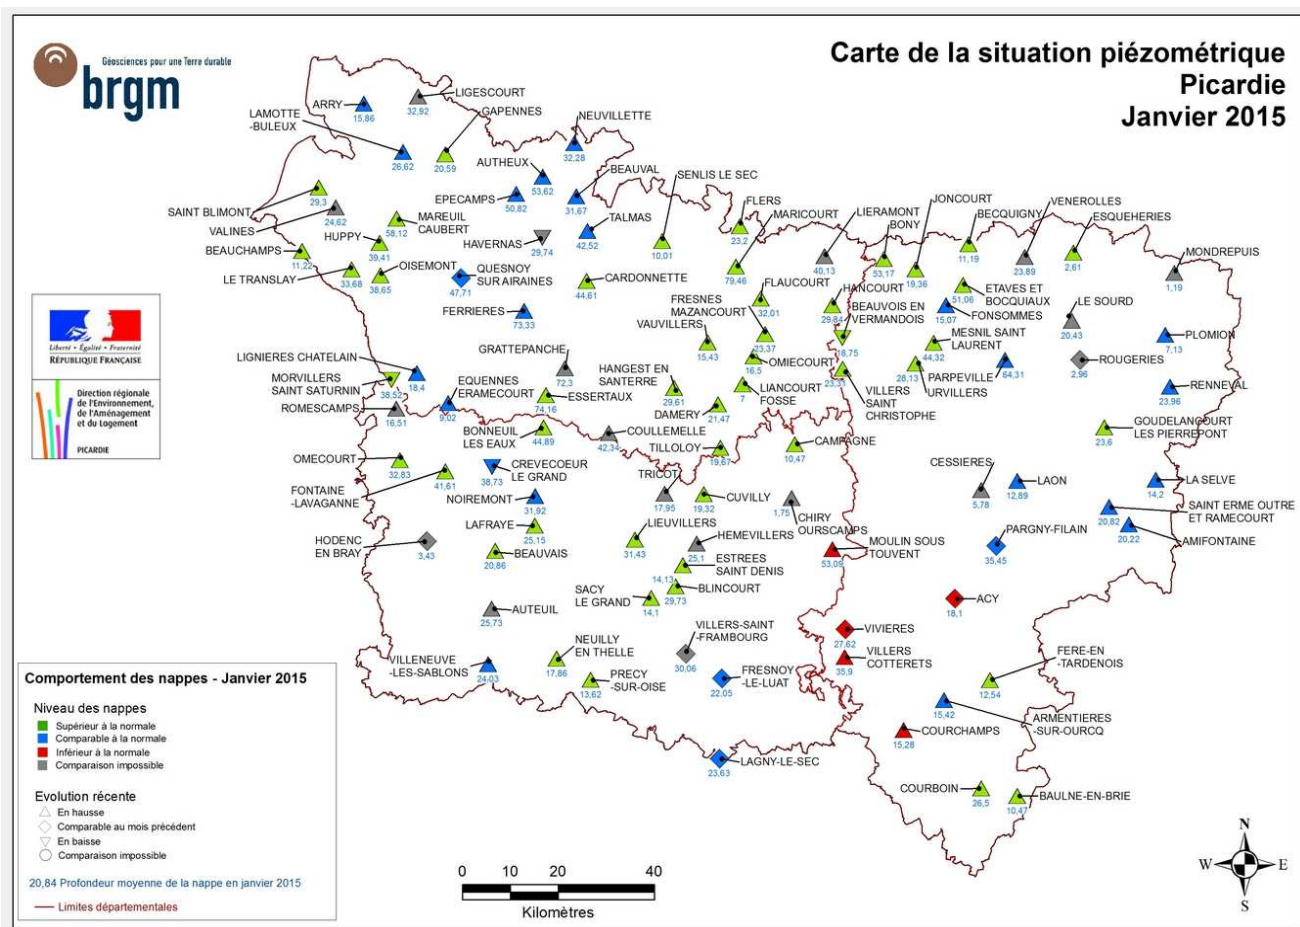 Géosciences pour une Terre durable
brgm
Carte de la situation piézométrique
Picardie
Janvier 2015
ARRY
15,86
LIGESCOURT
32,92
GAPENNES
20,59
LAMOTTE
-BULEUX
26,62
NEUVILLETTE
32,28
AUTHEUX
53,62
BEAUVAL
31,67
EPECAMPS
50,82
TALMAS
42,52
SENLIS LE SEC
10,01
FLERS
23,2
MARICOURT
79,46
LIERAMONT
40,13
BONY
53,17
JONCOURT
19,36
BECQUIGNY
11,19
VENEROLLES
23,89
ESQUEHERIES
2,61
MONDREPUIS
1,19
SAINT BLIMONT
29,3
VALINES
24,62
MAREUIL
CAUBERT
58,12
HUPPY
39,41
HAVERNAS
29,74
BEAUCHAMPS
11,22
LE TRANSLAY
33,68
OISEMONT
38,65
QUESNOY
SUR AIRAINES
47,71
CARDONNETTE
44,61
FERRIERES
73,33
FLAUCOURT
32,01
FRESNES
MAZANCOURT
23,37
HANCOURT
29,84
BEAUVOIS EN
VERMANDOIS
18,75
ETAVES ET
BOCQUIAUX
51,06
FONSOMMES
15,07
LE SOURD
20,43
MESNIL SAINT
LAURENT
44,32
PLOMION
7,13
VAUVILLERS
15,43
OMIECOURT
16,5
GRATTEPANCHE
72,3
LIGNIERES CHATELAIN
18,4
MORVILLERS
SAINT SATURNIN
38,52
ROMESCAMPS
16,51
EQUENNES
ERAMECOURT
9,02
ESSERTAUX
74,16
HANGEST EN
SANTERRE
29,61
LIANCOURT
FOSSE
7
DAMERY
21,47
VILLERS
SAINT
CHRISTOPHE
23,31
URVILLERS
28,13
PARPEVILLE
64,31
ROUGERIES
2,96
RENNEVAL
23,96
GOUDELANCOURT
LES PIERREPONT
23,6
BONNEUIL
LES EAUX
44,89
COULLEMELLE
42,34
TILLOLOY
19,67
CAMPAGNE
10,47
OMECOURT
32,83
FONTAINE
-LAVAGANNE
41,61
CREVECOEUR
LE GRAND
38,73
NOIREMONT
31,92
TRICOT
17,95
CUVILLY
19,32
CHIRY
OURSCAMPS
1,75
CESSIERES
5,78
LAON
12,89
LA SELVE
14,2
SAINT ERME OUTRE
ET RAMECOURT
20,82
AMIFONTAINE
20,22
PARGNY-FILAIN
35,45
HODENC
EN BRAY
3,43
LAFRAYE
25,15
BEAUVAIS
20,86
LIEUVILLERS
31,43
HEMEVILLERS
25,1
ESTREES
SAINT DENIS
14,13
BLINCOURT
29,73
SACY
LE GRAND
14,1
MOULIN SOUS
TOUVENT
53,09
ACY
18,1
AUTEUIL
25,73
VIVIERES
27,62
VILLERS
COTTERETS
35,9
VILLERS-SAINT
-FRAMBOURG
30,06
FRESNOY
-LE-LUAT
22,05
NEUILLY
EN THELLE
17,86
PRECY
-SUR-OISE
13,62
VILLENEUVE
-LES-SABLONS
24,03
FERE-EN
-TARDENOIS
12,54
ARMENTIERES
-SUR-OURCQ
15,42
COURCHAMPS
15,28
LAGNY-LE-SEC
23,63
COURBOIN
26,5
BAULNE-EN-BRIE
10,47
Liberté • Égalité • Fraternité
RÉPUBLIQUE FRANÇAISE
Direction régionale
de l'Environnement,
de l'Aménagement
et du Logement
PICARDIE
Comportement des nappes - Janvier 2015
Niveau des nappes
Supérieur à la normale
Comparable à la normale
Inférieur à la normale
Comparaison impossible
Evolution récente
En hausse
Comparable au mois précédent
En baisse
Comparaison impossible
20,84 Profondeur moyenne de la nappe en janvier 2015
Limites départementales
0 10 20 40
Kilomètres
N
W E
S